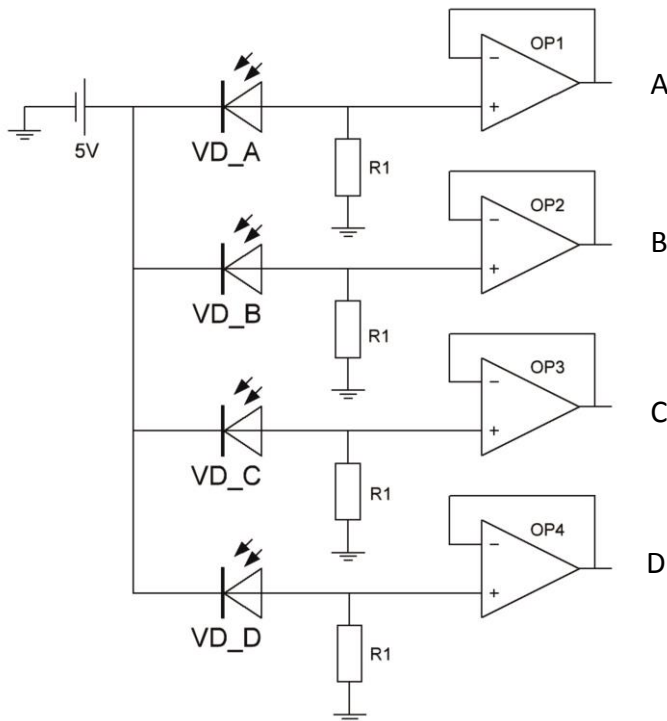 OP1
−
+
A
5V
VD_A
R1
OP2
−
+
B
VD_B
R1
OP3
−
+
C
VD_C
R1
OP4
−
+
D
VD_D
R1